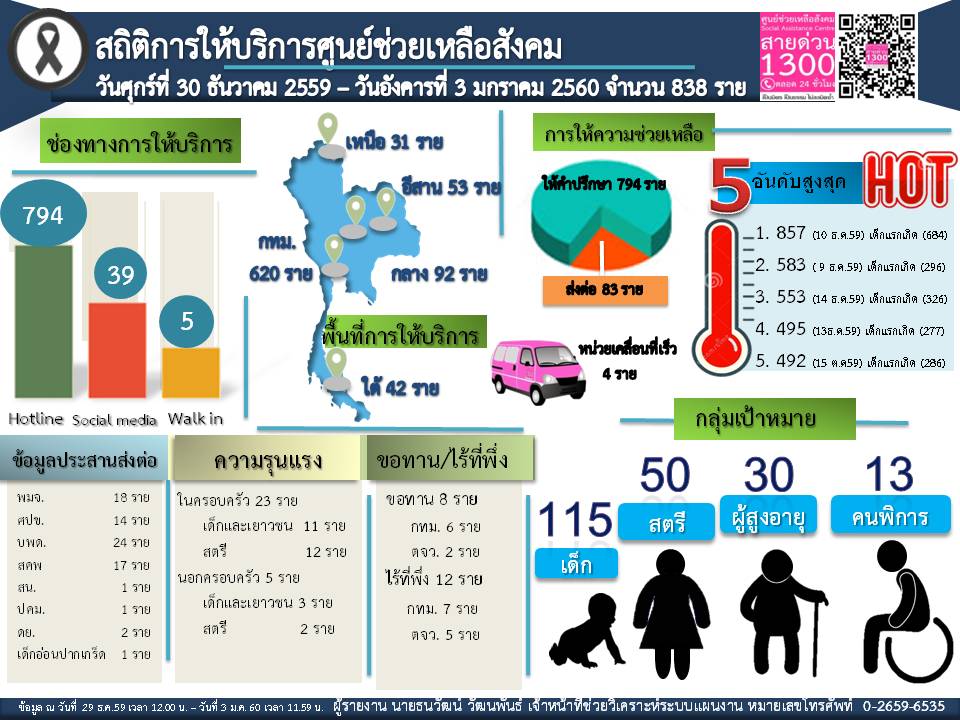 สถิติการให้บริการศูนย์ช่วยเหลือสังคม
วันศุกร์ที่ 30 ธันวาคม 2559 – วันอังคารที่ 3 มกราคม 2560 จำนวน 838 ราย
ศูนย์ช่วยเหลือสังคม
Social Assistance Centre
สายด่วน
1300
ตลอด 24 ชั่วโมง
ช่องทางการให้บริการ
794
39
5
Hotline
Social media
Walk in
เหนือ 31 ราย
อีสาน 53 ราย
กทม.
620 ราย
กลาง 92 ราย
พื้นที่การให้บริการ
ใต้ 42 ราย
การให้ความช่วยเหลือ
ให้คำปรึกษา 794 ราย
ส่งต่อ 83 ราย
หน่วยเคลื่อนที่เร็ว
4 ราย
5 อันดับสูงสุด HOT
1. 857 (10 ธ.ค.59) เด็กแรกเกิด (684)
2. 583 ( 9 ธ.ค.59) เด็กแรกเกิด (296)
3. 553 (14 ธ.ค.59) เด็กแรกเกิด (326)
4. 495 (13ธ.ค.59) เด็กแรกเกิด (277)
5. 492 (15 ต.ค59) เด็กแรกเกิด (286)
ข้อมูลประสานส่งต่อ
พมจ. 18 ราย
ศปข. 14 ราย
บพด. 24 ราย
สคพ 17 ราย
สน. 1 ราย
ปคม. 1 ราย
ดย. 2 ราย
เด็กอ่อนปากเกร็ด 1 ราย
ความรุนแรง
ในครอบครัว 23 ราย
เด็กและเยาวชน 11 ราย
สตรี 12 ราย
นอกครอบครัว 5 ราย
เด็กและเยาวชน 3 ราย
สตรี 2 ราย
ขอทาน/ไร้ที่พึ่ง
ขอทาน 8 ราย
กทม. 6 ราย
ตจว. 2 ราย
ไร้ที่พึ่ง 12 ราย
กทม. 7 ราย
ตจว. 5 ราย
กลุ่มเป้าหมาย
115
เด็ก
50
สตรี
30
ผู้สูงอายุ
13
คนพิการ
ข้อมูล ณ วันที่ 29 ธ.ค.59 เวลา 12.00 น. – วันที่ 3 ม.ค. 60 เวลา 11.59 น. ผู้รายงาน นายธนวัฒน์ วัฒนพันธ์ เจ้าหน้าที่ช่วยวิเคราะห์ระบบแผนงาน หมายเลขโทรศัพท์ 0-2659-6535